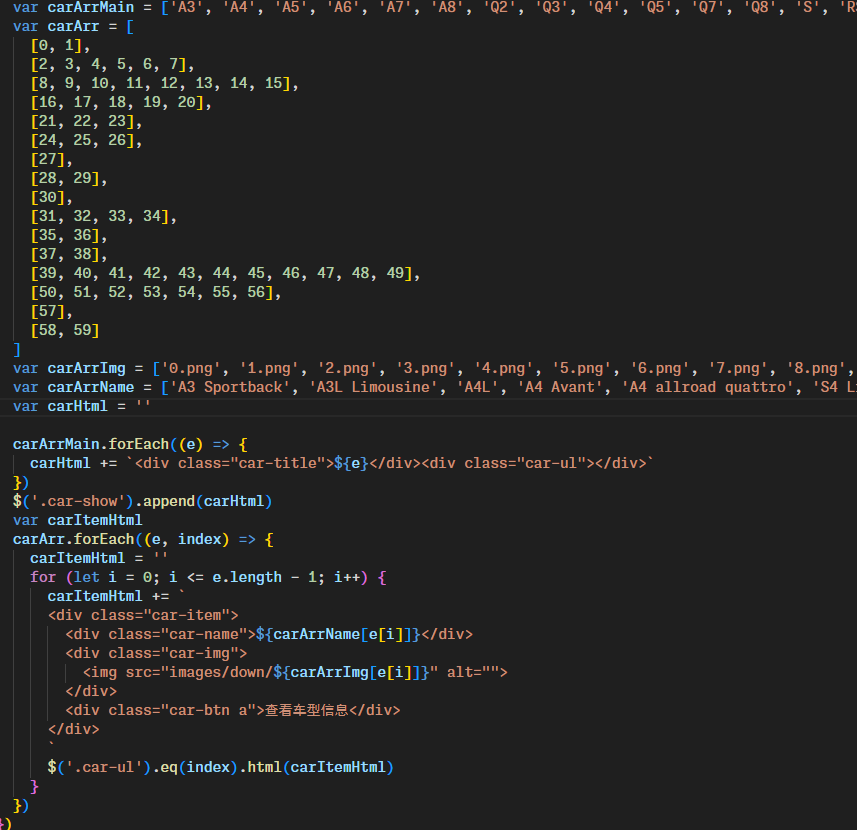 var carArrMain = ['A3', 'A4', 'A5', 'A6', 'A7', 'A8', 'Q2', 'Q3', 'Q4', 'Q5', 'Q7', 'Q8', 'S', 'RS
var carArr = [
[0, 1],
[2, 3, 4, 5, 6, 7],
[8, 9, 10, 11, 12, 13, 14, 15],
[16, 17, 18, 19, 20],
[21, 22, 23],
[24, 25, 26],
[27],
[28, 29],
[30],
[31, 32, 33, 34],
[35, 36],
[37, 38],
[39, 40, 41, 42, 43, 44, 45, 46, 47, 48, 49],
[50, 51, 52, 53, 54, 55, 56],
[57],
[58, 59]
]
var carArrImg = ['0.png', '1.png', '2.png', '3.png', '4.png', '5.png', '6.png', '7.png', '8.png',
var carArrName = ['A3 Sportback', 'A3L Limousine', 'A4L', 'A4 Avant', 'A4 allroad quattro', 'S4 Li
var carHtml = ''
carArrMain.forEach((e) => {
carHtml += `<div class="car-title">${e}</div><div class="car-ul"></div>`
})
$('.car-show').append(carHtml)
var carItemHtml
carArr.forEach((e, index) => {
carItemHtml = ''
for (let i = 0; i <= e.length - 1; i++) {
carItemHtml += `
<div class="car-item">
<div class="car-name">${carArrName[e[i]]}</div>
<div class="car-img">
<img src="images/down/${carArrImg[e[i]]}" alt="">
</div>
<div class="car-btn a">查看车型信息</div>
</div>
`
$('.car-ul').eq(index).html(carItemHtml)
}
})
})